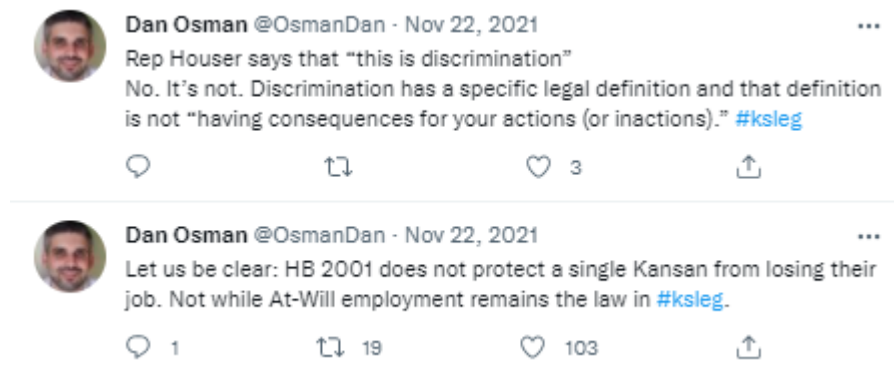 Dan Osman @OsmanDan · Nov 22, 2021
Rep Houser says that “this is discrimination”
No. It’s not. Discrimination has a specific legal definition and that definition
is not “having consequences for your actions (or inactions).” #ksleg
3
Dan Osman @OsmanDan · Nov 22, 2021
Let us be clear: HB 2001 does not protect a single Kansan from losing their
job. Not while At-Will employment remains the law in #ksleg.
1 19 103